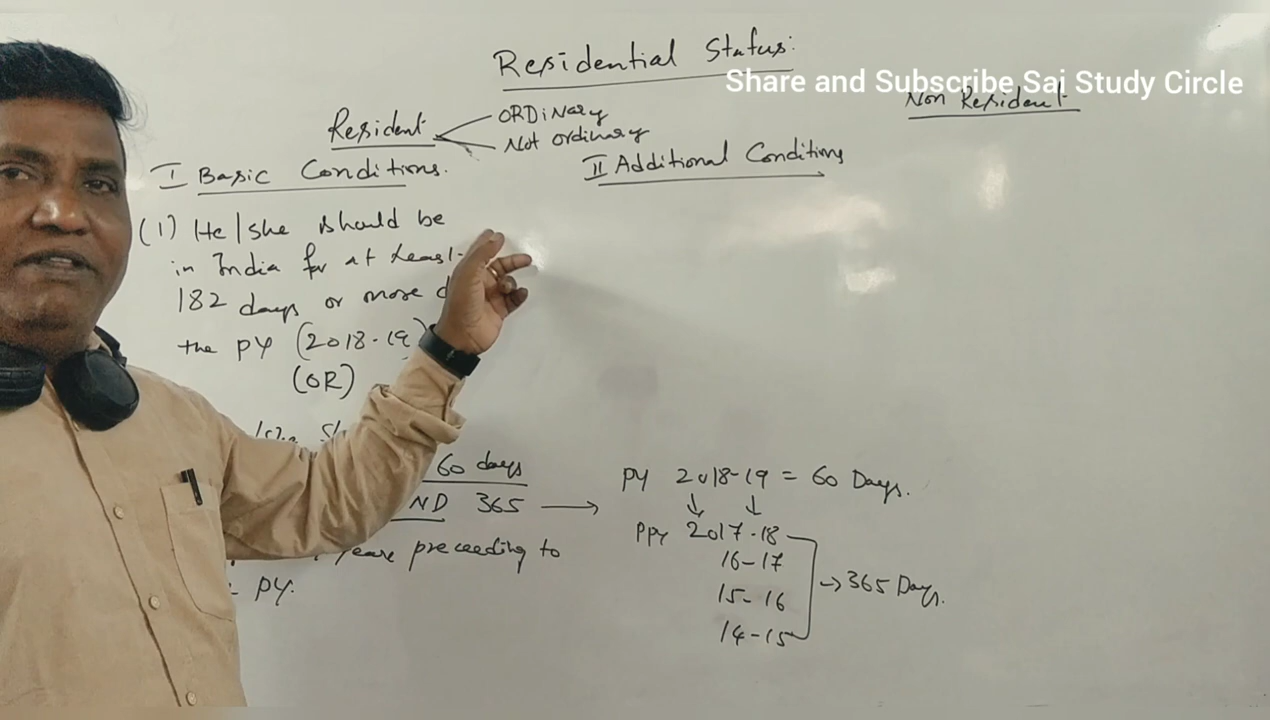 Residential Status:
Share and Subscribe Sai Study Circle
Non Resident
Resident
ORDiNary
Not ordinary
I Basic Conditions.
II Additional Conditions
(1) He/she should be
in India for at Least
182 days or more
the PY (2018-19)
(OR)
60 days
ND 365
year preceeding to
PY.
PY 2018-19 = 60 Days.
PPY 2017-18
16-17
15-16
14-15
365 Days.